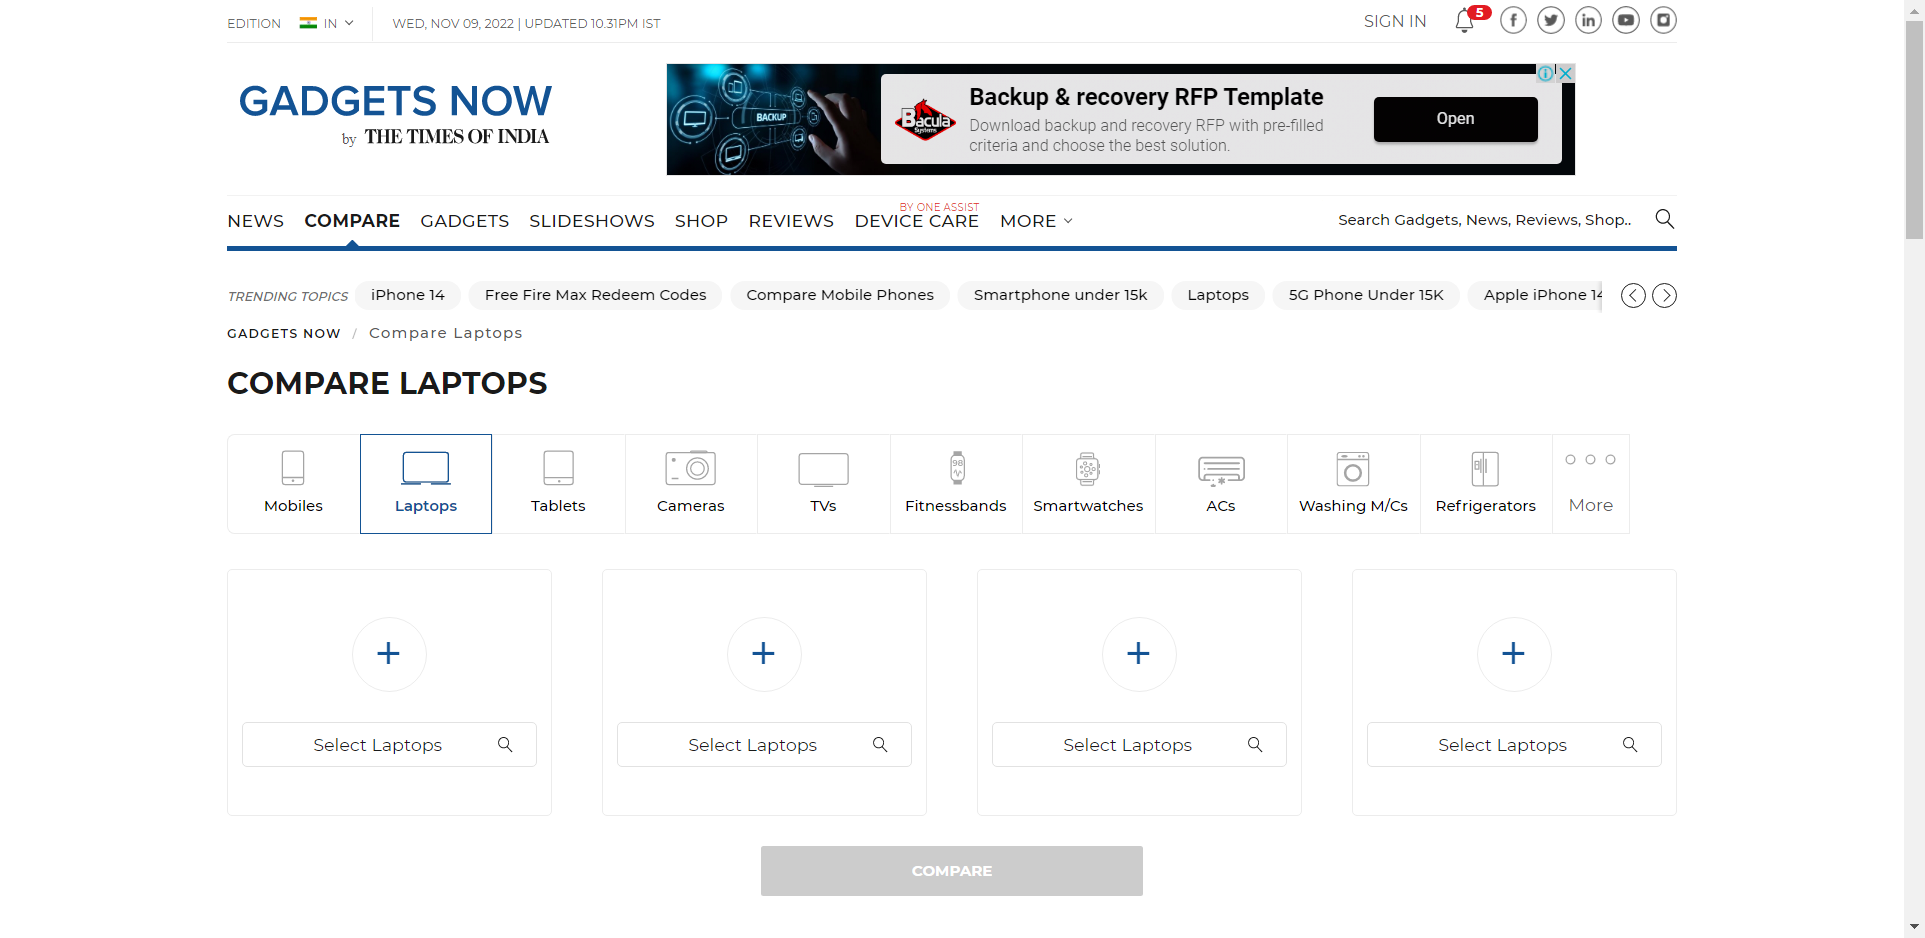 EDITION IN WED, NOV 09, 2022 | UPDATED 10.31PM IST SIGN IN 5
GADGETS NOW
by THE TIMES OF INDIA
BACKUP
Bacula
Systems
Backup & recovery RFP Template
Download backup and recovery RFP with pre-filled
criteria and choose the best solution.
Open
NEWS COMPARE GADGETS SLIDESHOWS SHOP REVIEWS
BY ONE ASSIST
DEVICE CARE MORE
Search Gadgets, News, Reviews, Shop..
TRENDING TOPICS iPhone 14 Free Fire Max Redeem Codes Compare Mobile Phones Smartphone under 15k Laptops 5G Phone Under 15K Apple iPhone 14
GADGETS NOW / Compare Laptops
COMPARE LAPTOPS
98
Mobiles Laptops Tablets Cameras TVs Fitnessbands Smartwatches ACs Washing M/Cs Refrigerators More
Select Laptops Select Laptops Select Laptops Select Laptops
COMPARE